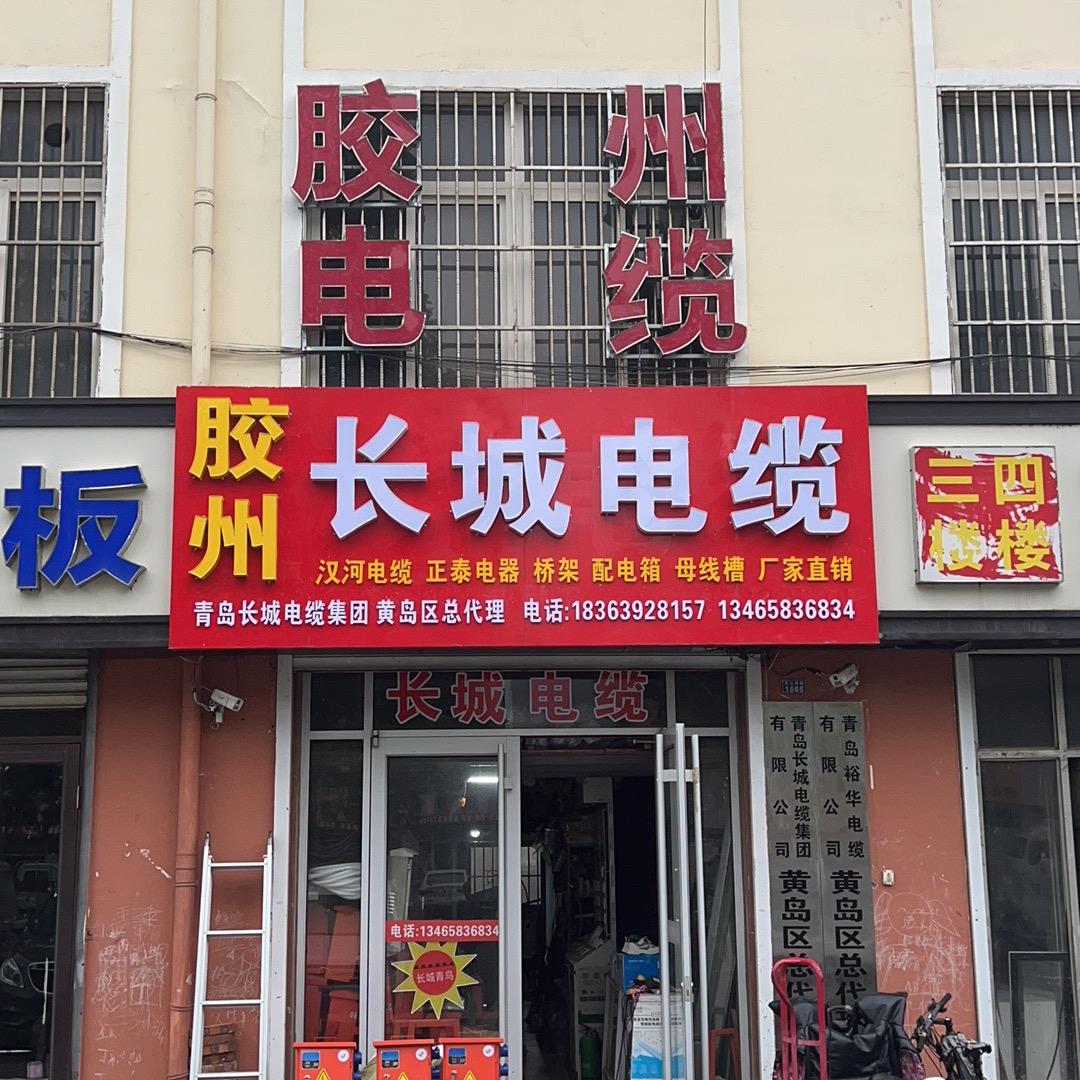 胶州
电缆
板
胶州
长城电缆
汉河电缆 正泰电器 桥架 配电箱 母线槽 厂家直销
青岛长城电缆集团 黄岛区总代理 电话:18363928157 13465836834
三四
楼楼
长城电缆
1666
青岛长城电缆集团
有限公司
黄岛区总代
青岛裕华电缆
有限公司
黄岛区总代
电话:13465836834
长城青鸟